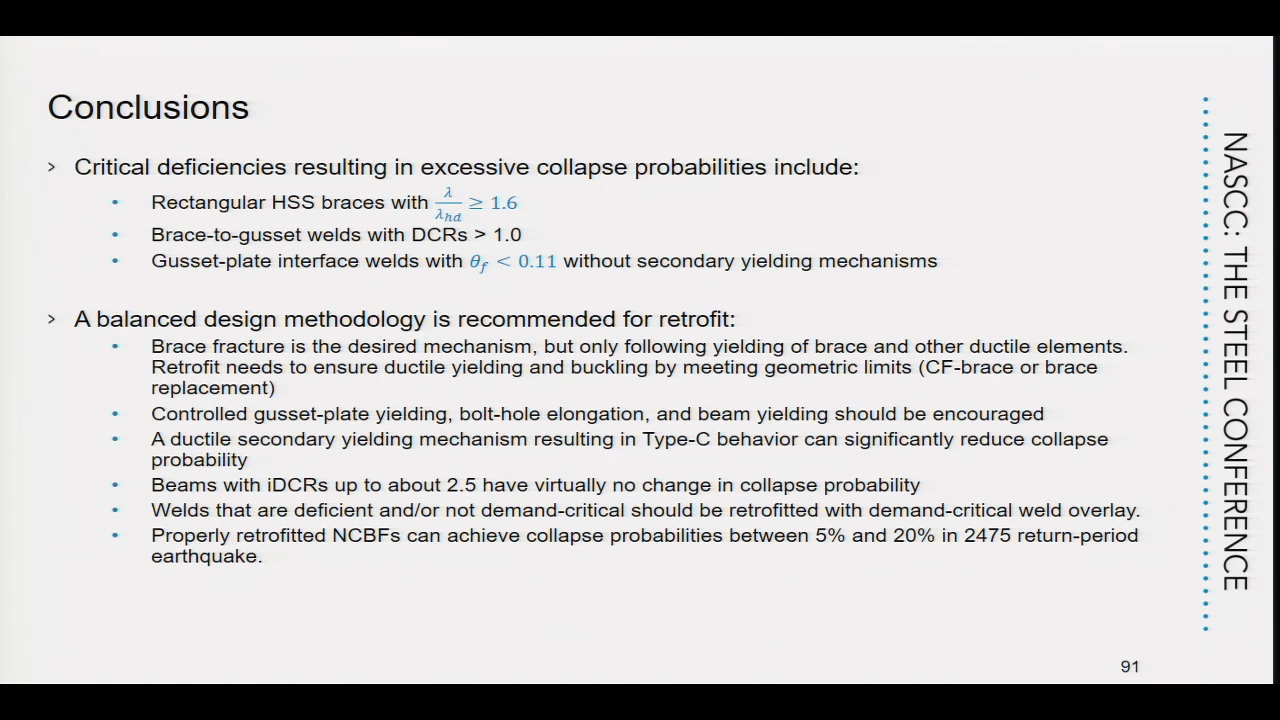 Conclusions
› Critical deficiencies resulting in excessive collapse probabilities include:
• Rectangular HSS braces with λ/λhd ≥ 1.6
• Brace-to-gusset welds with DCRs > 1.0
• Gusset-plate interface welds with θf < 0.11 without secondary yielding mechanisms
› A balanced design methodology is recommended for retrofit:
• Brace fracture is the desired mechanism, but only following yielding of brace and other ductile elements.
Retrofit needs to ensure ductile yielding and buckling by meeting geometric limits (CF-brace or brace
replacement)
• Controlled gusset-plate yielding, bolt-hole elongation, and beam yielding should be encouraged
• A ductile secondary yielding mechanism resulting in Type-C behavior can significantly reduce collapse
probability
• Beams with iDCRs up to about 2.5 have virtually no change in collapse probability
• Welds that are deficient and/or not demand-critical should be retrofitted with demand-critical weld overlay.
• Properly retrofitted NCBFs can achieve collapse probabilities between 5% and 20% in 2475 return-period
earthquake.
NASCC: THE STEEL CONFERENCE
91